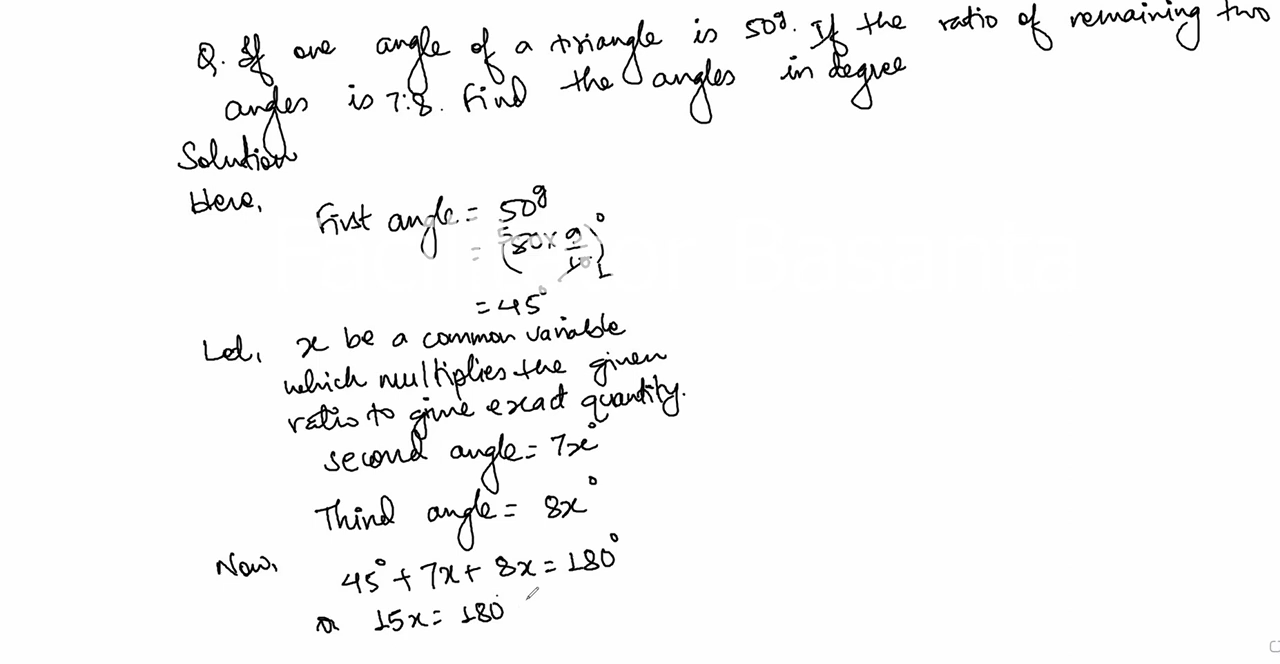 Q. If one angle of a triangle is 50g. If the ratio of remaining two
angles is 7:8. Find the angles in degree
Solution
Here,
First angle = 50g
= (50 x 9/10)°
= 45°
Let, x be a common variable
which multiplies the given
ratio to give exact quantity.
second angle = 7x°
Third angle = 8x°
Now,
45° + 7x + 8x = 180°
or 15x = 180
Facilitator Basanta